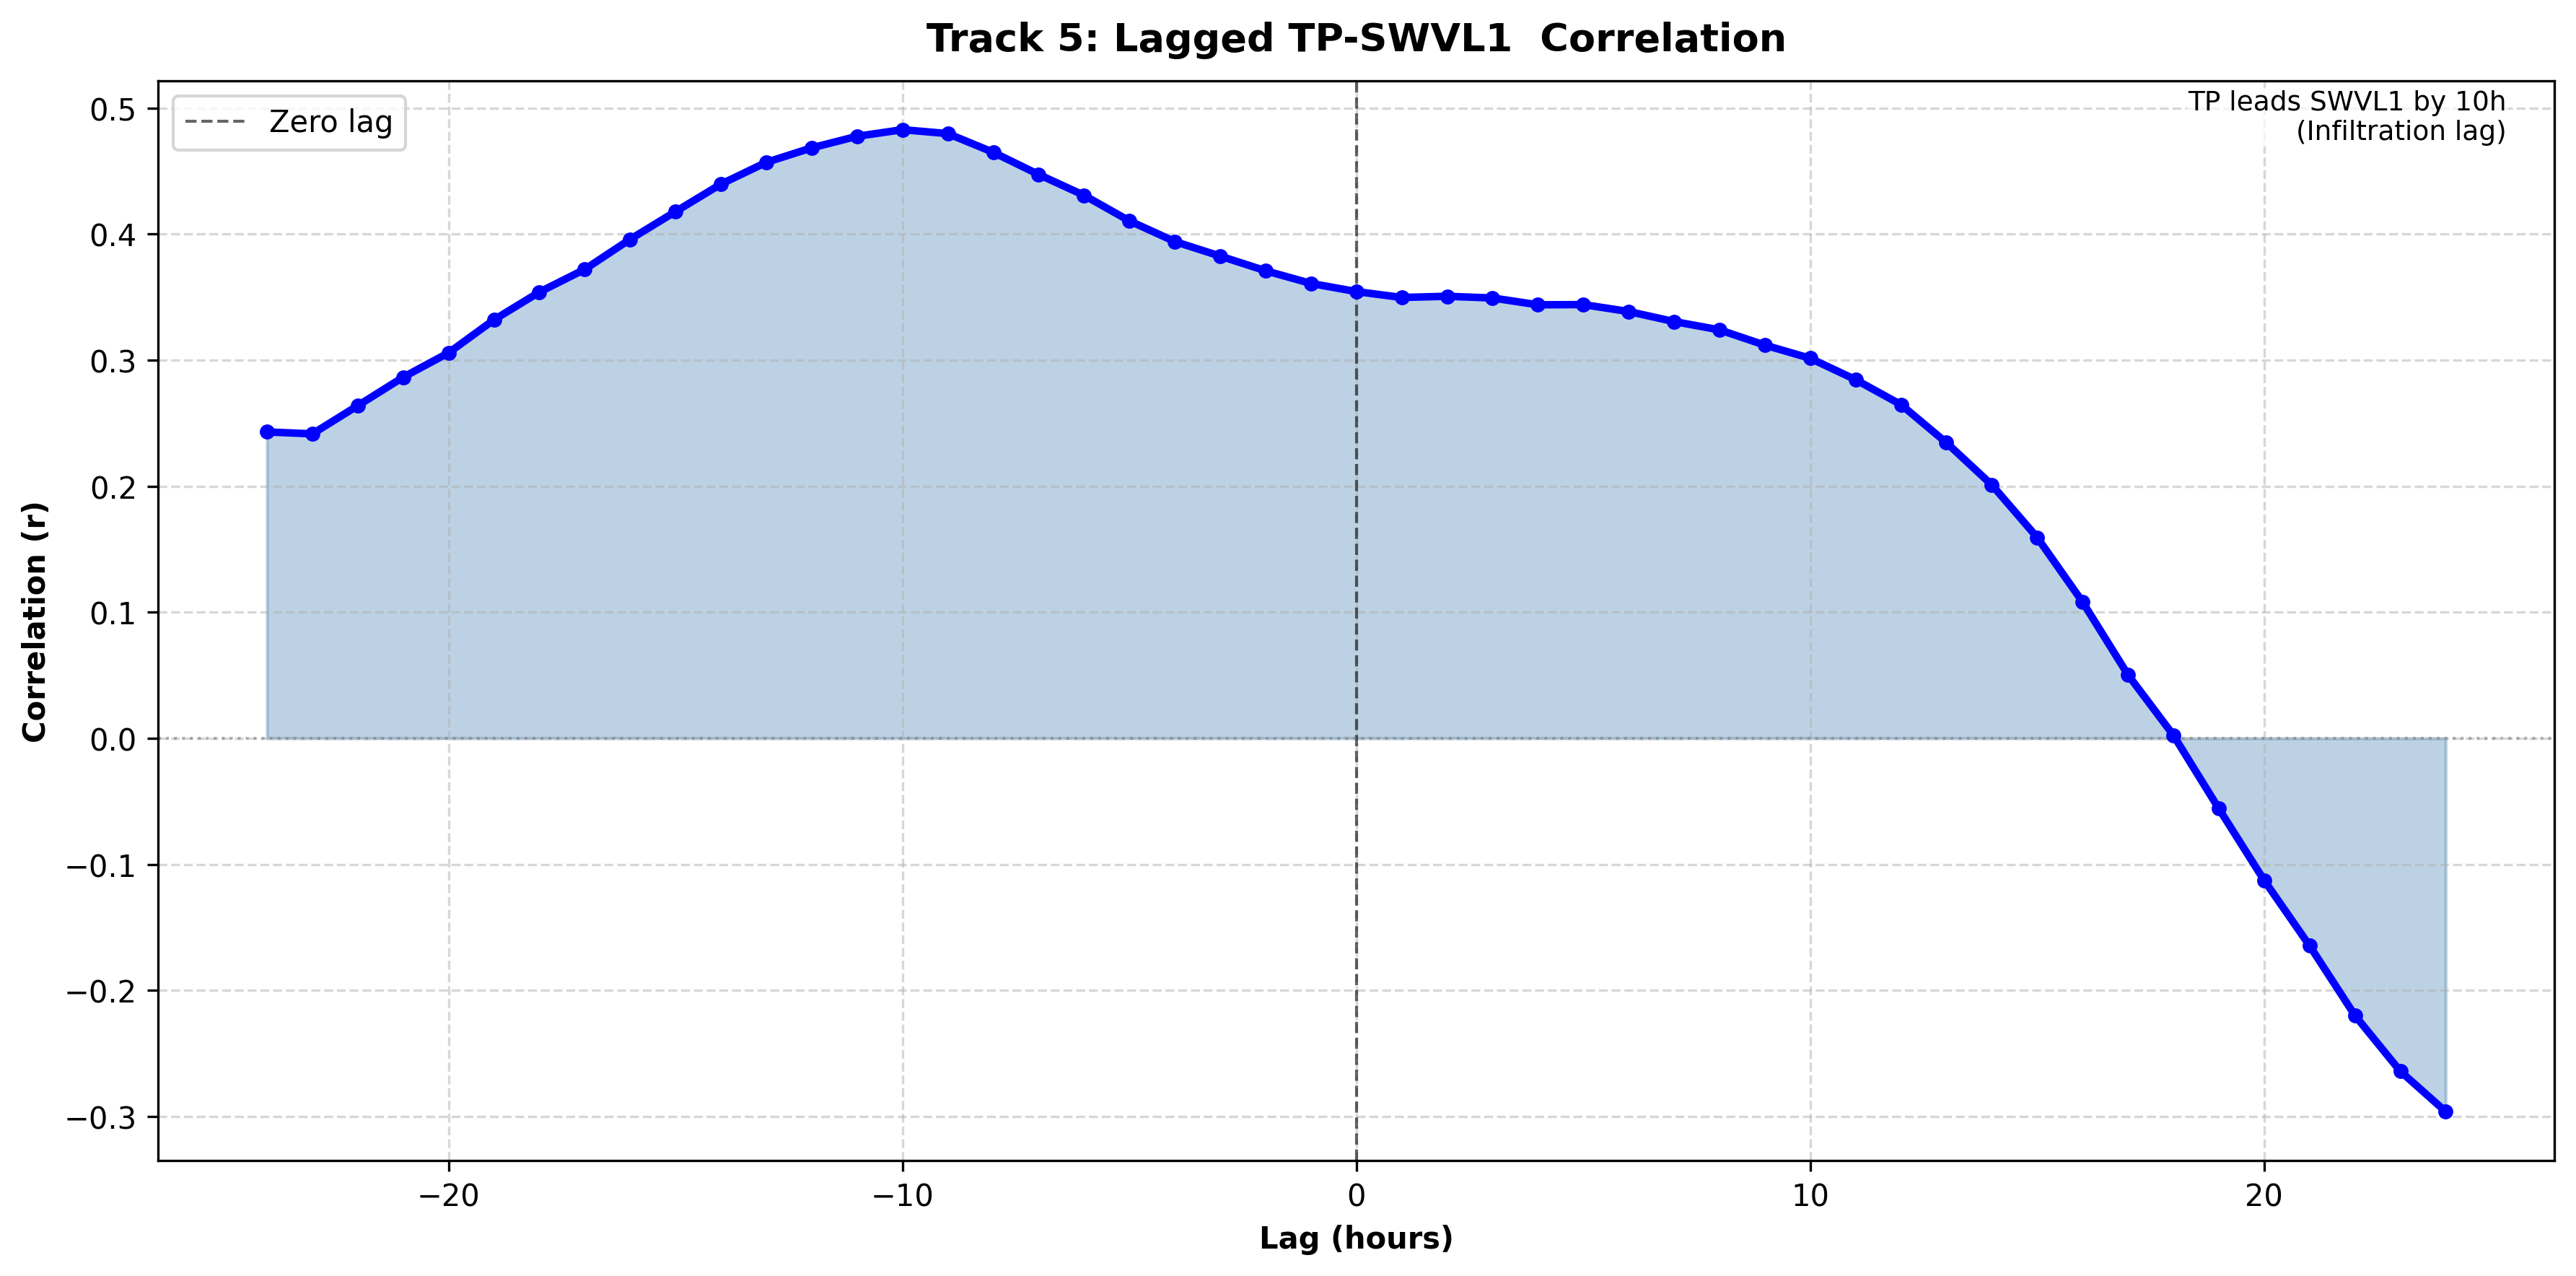 Track 5: Lagged TP-SWVL1  Correlation
Zero lag
TP leads SWVL1 by 10h
(Infiltration lag)
Correlation (r)
0.5
0.4
0.3
0.2
0.1
0.0
−0.1
−0.2
−0.3
−20
−10
0
10
20
Lag (hours)